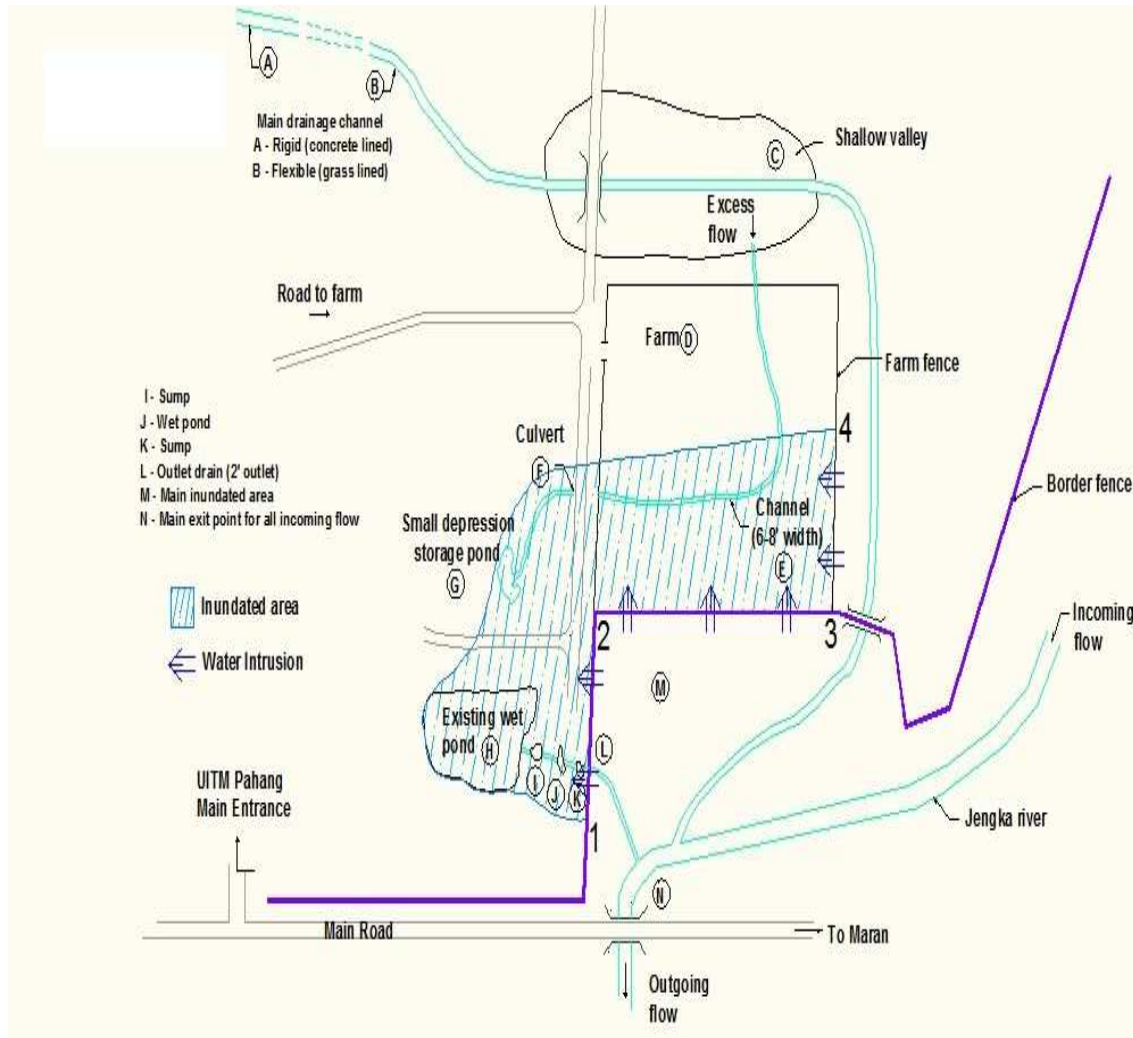 A
B
Main drainage channel
A - Rigid (concrete lined)
B - Flexible (grass lined)
C
Shallow valley
Excess
flow
Road to farm
Farm
D
Farm fence
I - Sump
J - Wet pond
K - Sump
L - Outlet drain (2' outlet)
M - Main inundated area
N - Main exit point for all incoming flow
Culvert
F
4
Border fence
Channel
(6-8' width)
E
Small depression
storage pond
G
Inundated area
Water Intrusion
Incoming
flow
2
3
M
Existing wet
pond
H
L
I
J
K
UITM Pahang
Main Entrance
1
Jengka river
N
Main Road
To Maran
Outgoing
flow